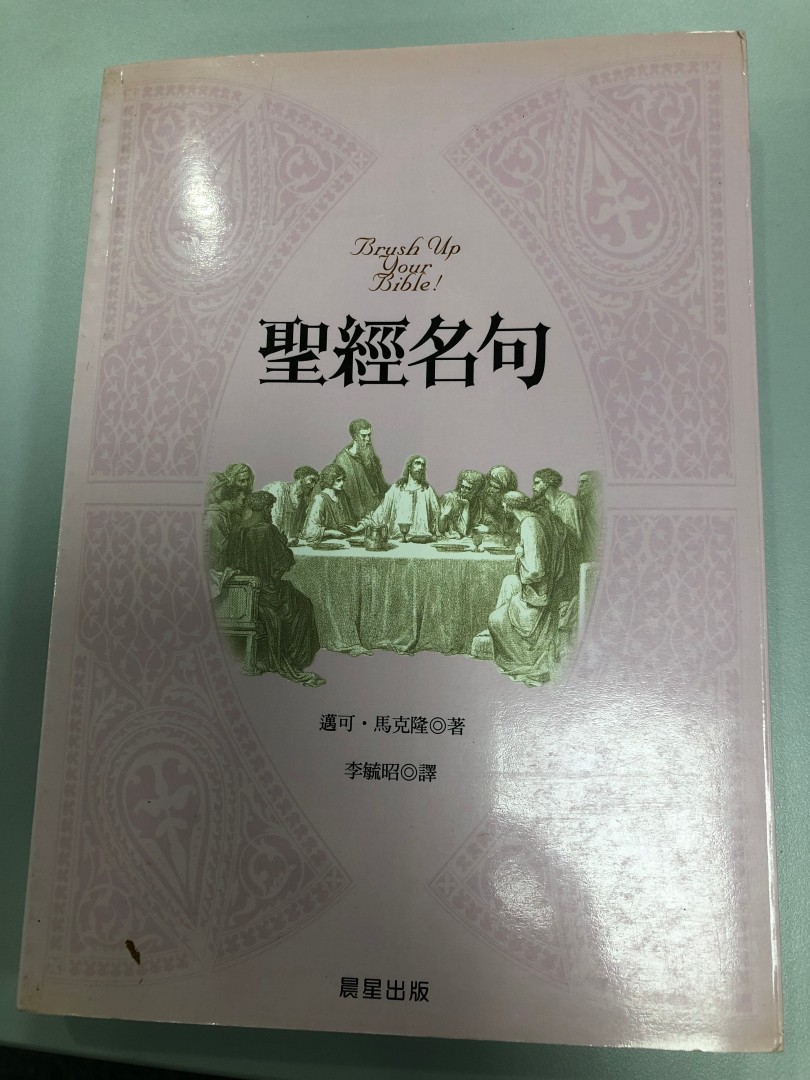 Brush Up
Your
Bible!
聖經名句
邁可・馬克隆◎著
李毓昭◎譯
晨星出版